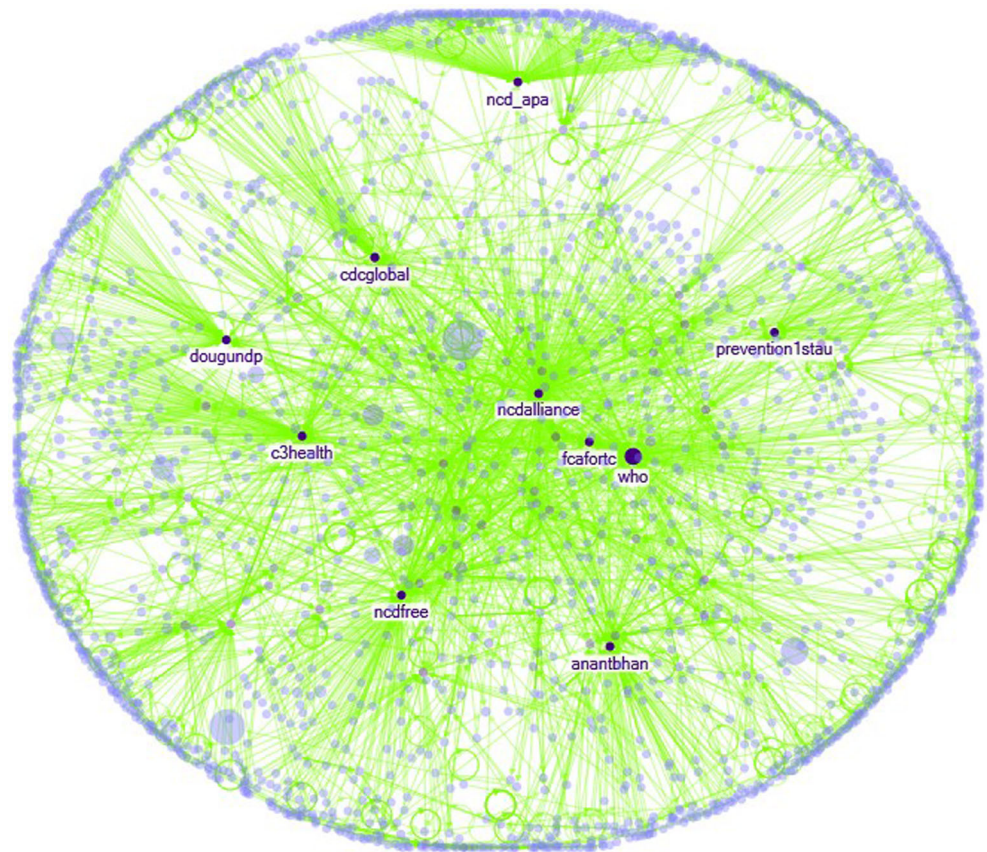 ncd_apa
cdcglobal
dougundp
prevention1stau
ncdalliance
c3health
fcafortc
who
ncdfree
anantbhan